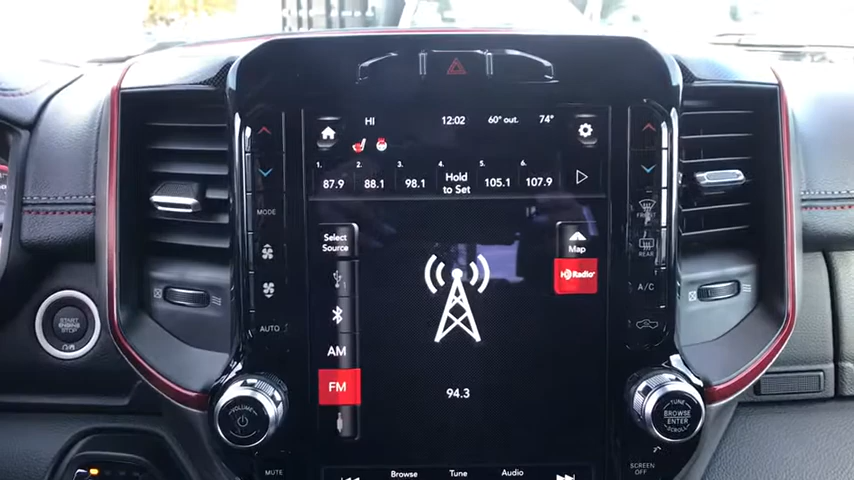 HI 12:02 60° out. 74°
1. 2. 3. 4. 5. 6.
87.9 88.1 98.1 Hold to Set 105.1 107.9
MODE
FRONT
REAR
A/C
AUTO
Select
Source
Map
HD Radio
AM
FM
94.3
START
ENGINE
STOP
VOLUME
TUNE
BROWSE
ENTER
SCROLL
MUTE
Browse Tune Audio
SCREEN
OFF